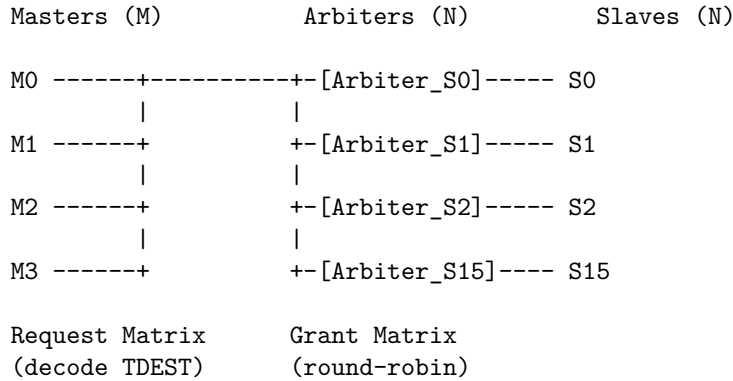 Masters (M)          Arbiters (N)         Slaves (N)
M0 ------+----------+-[Arbiter_S0]----- S0
         |          |
M1 ------+          +-[Arbiter_S1]----- S1
         |          |
M2 ------+          +-[Arbiter_S2]----- S2
         |          |
M3 ------+          +-[Arbiter_S15]---- S15
Request Matrix      Grant Matrix
(decode TDEST)      (round-robin)